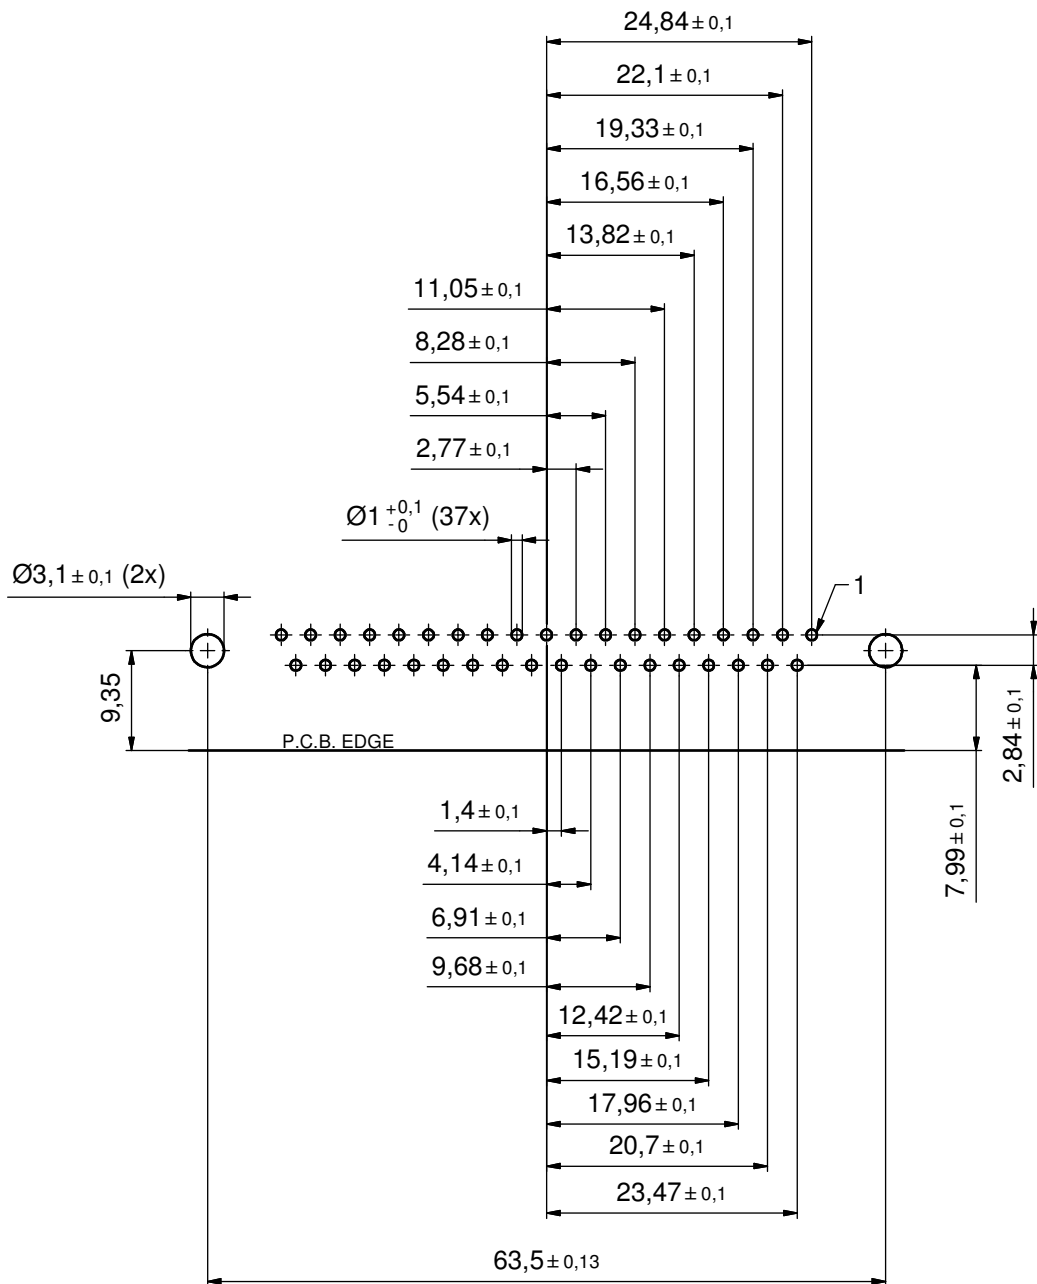 24,84 ± 0,1
22,1 ± 0,1
19,33 ± 0,1
16,56 ± 0,1
13,82 ± 0,1
11,05 ± 0,1
8,28 ± 0,1
5,54 ± 0,1
2,77 ± 0,1
Ø1 +0,1 -0 (37x)
Ø3,1 ± 0,1 (2x)
1
9,35
P.C.B. EDGE
2,84 ± 0,1
7,99 ± 0,1
1,4 ± 0,1
4,14 ± 0,1
6,91 ± 0,1
9,68 ± 0,1
12,42 ± 0,1
15,19 ± 0,1
17,96 ± 0,1
20,7 ± 0,1
23,47 ± 0,1
63,5 ± 0,13